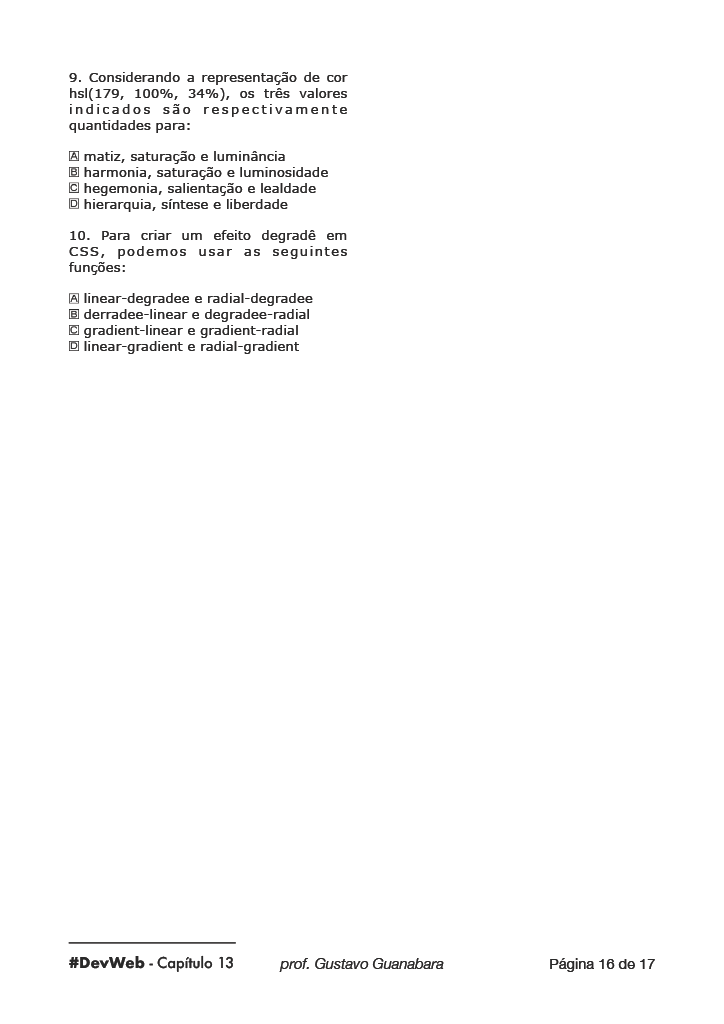 9. Considerando a representação de cor
hsl(179, 100%, 34%), os três valores
indicados são respectivamente
quantidades para:
A matiz, saturação e luminância
B harmonia, saturação e luminosidade
C hegemonia, salientação e lealdade
D hierarquia, síntese e liberdade
10. Para criar um efeito degradê em
CSS, podemos usar as seguintes
funções:
A linear-degradee e radial-degradee
B derradee-linear e degradee-radial
C gradient-linear e gradient-radial
D linear-gradient e radial-gradient
#DevWeb - Capítulo 13 prof. Gustavo Guanabara Página 16 de 17